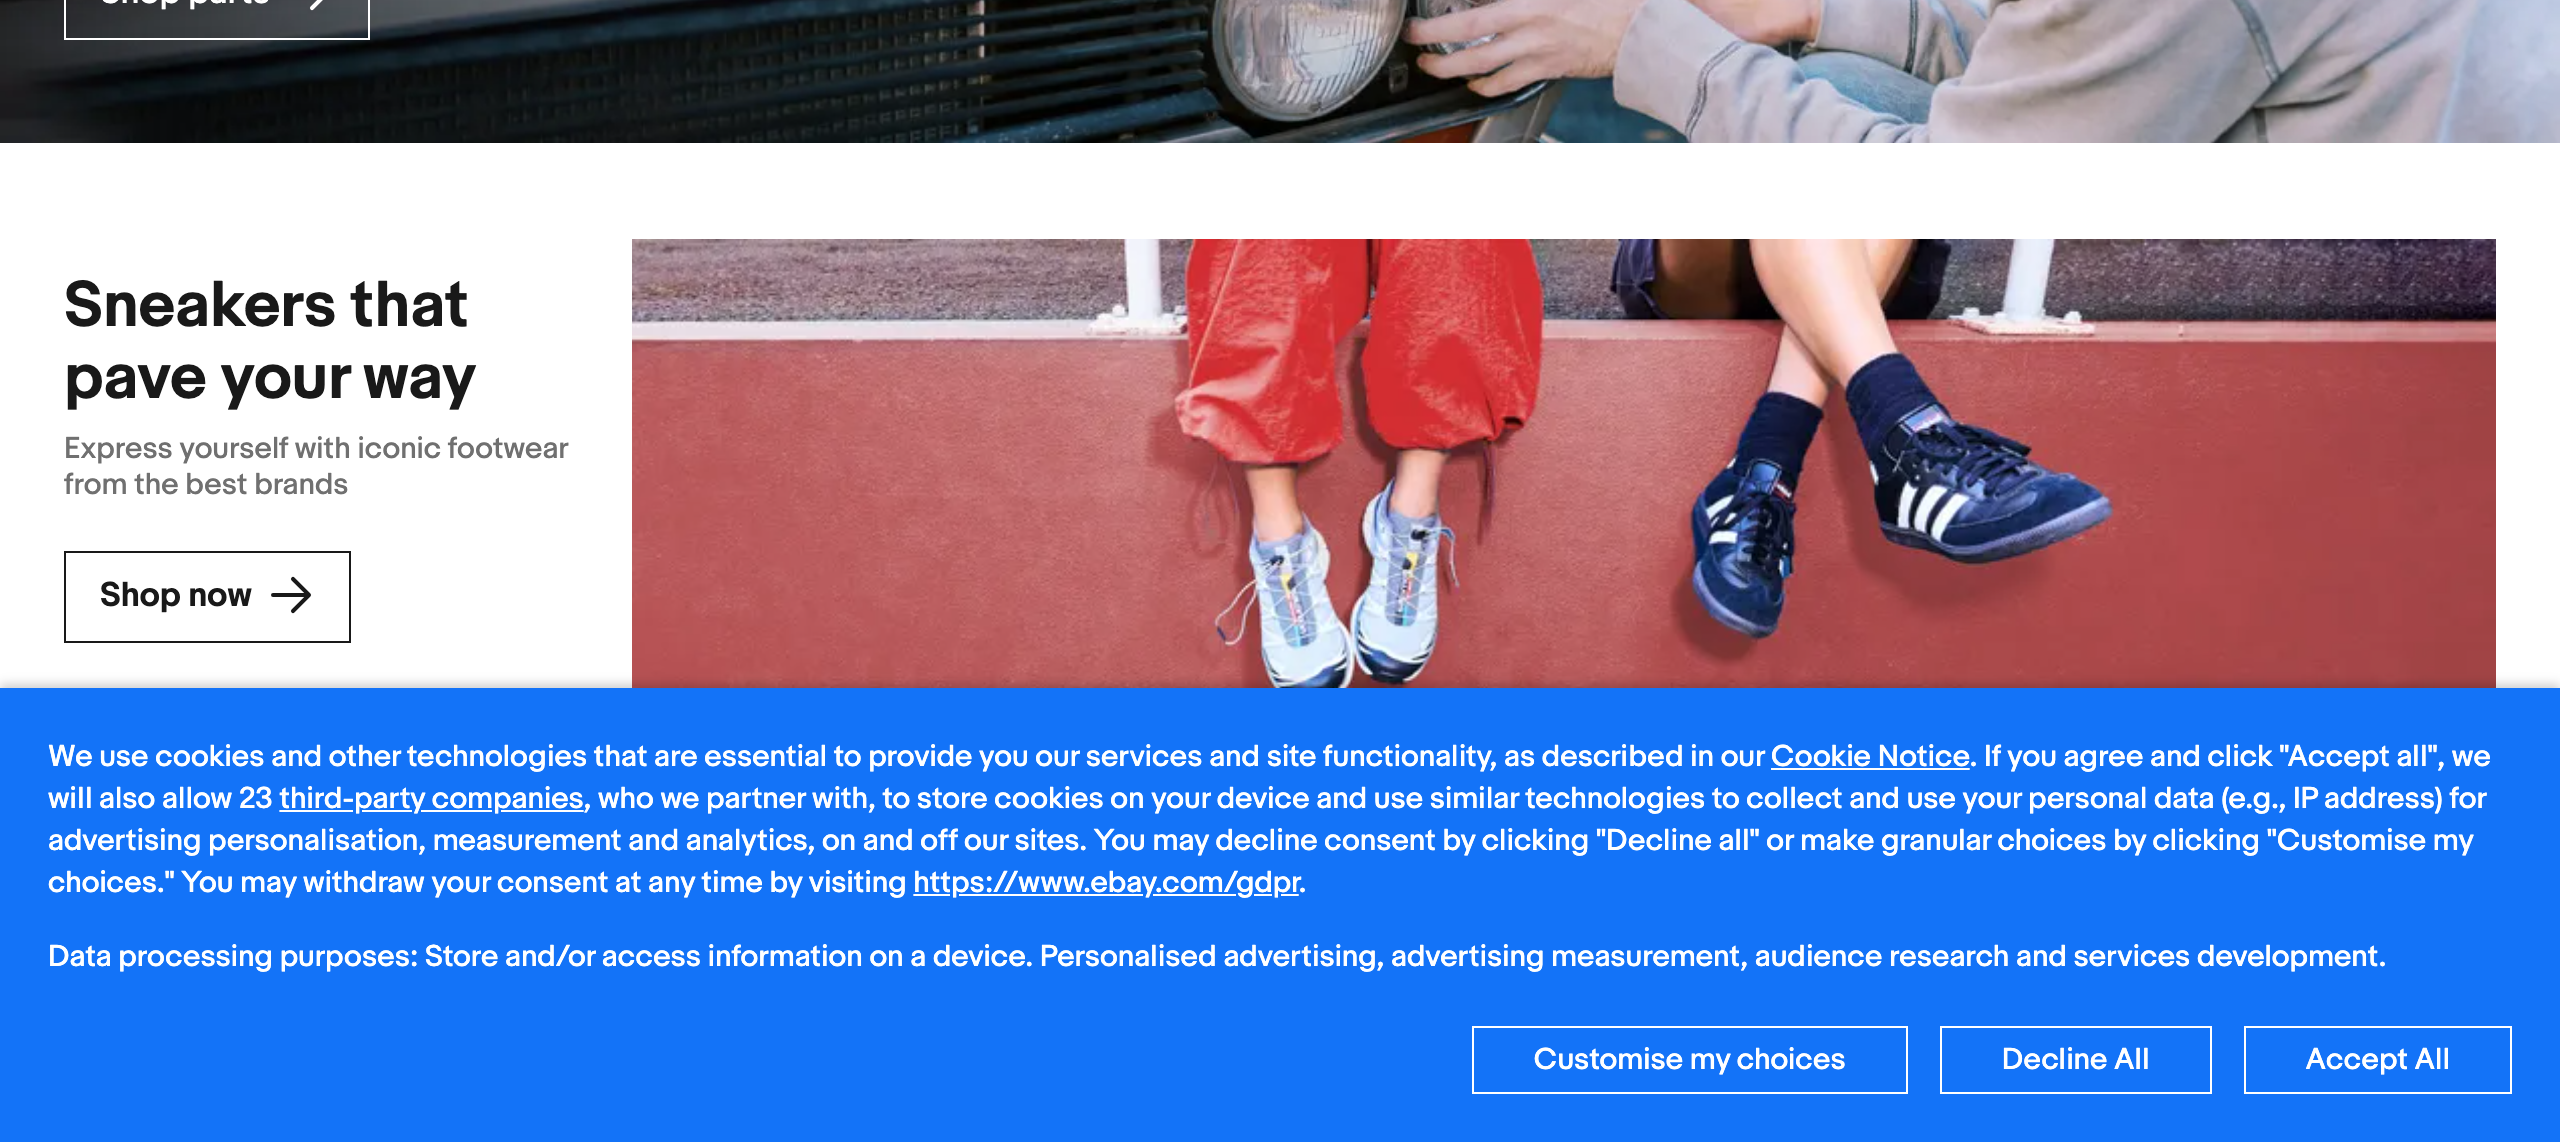 Shop parts
Sneakers that
pave your way
Express yourself with iconic footwear
from the best brands
Shop now
We use cookies and other technologies that are essential to provide you our services and site functionality, as described in our Cookie Notice. If you agree and click "Accept all", we
will also allow 23 third-party companies, who we partner with, to store cookies on your device and use similar technologies to collect and use your personal data (e.g., IP address) for
advertising personalisation, measurement and analytics, on and off our sites. You may decline consent by clicking "Decline all" or make granular choices by clicking "Customise my
choices." You may withdraw your consent at any time by visiting https://www.ebay.com/gdpr.
Data processing purposes: Store and/or access information on a device. Personalised advertising, advertising measurement, audience research and services development.
Customise my choices
Decline All
Accept All